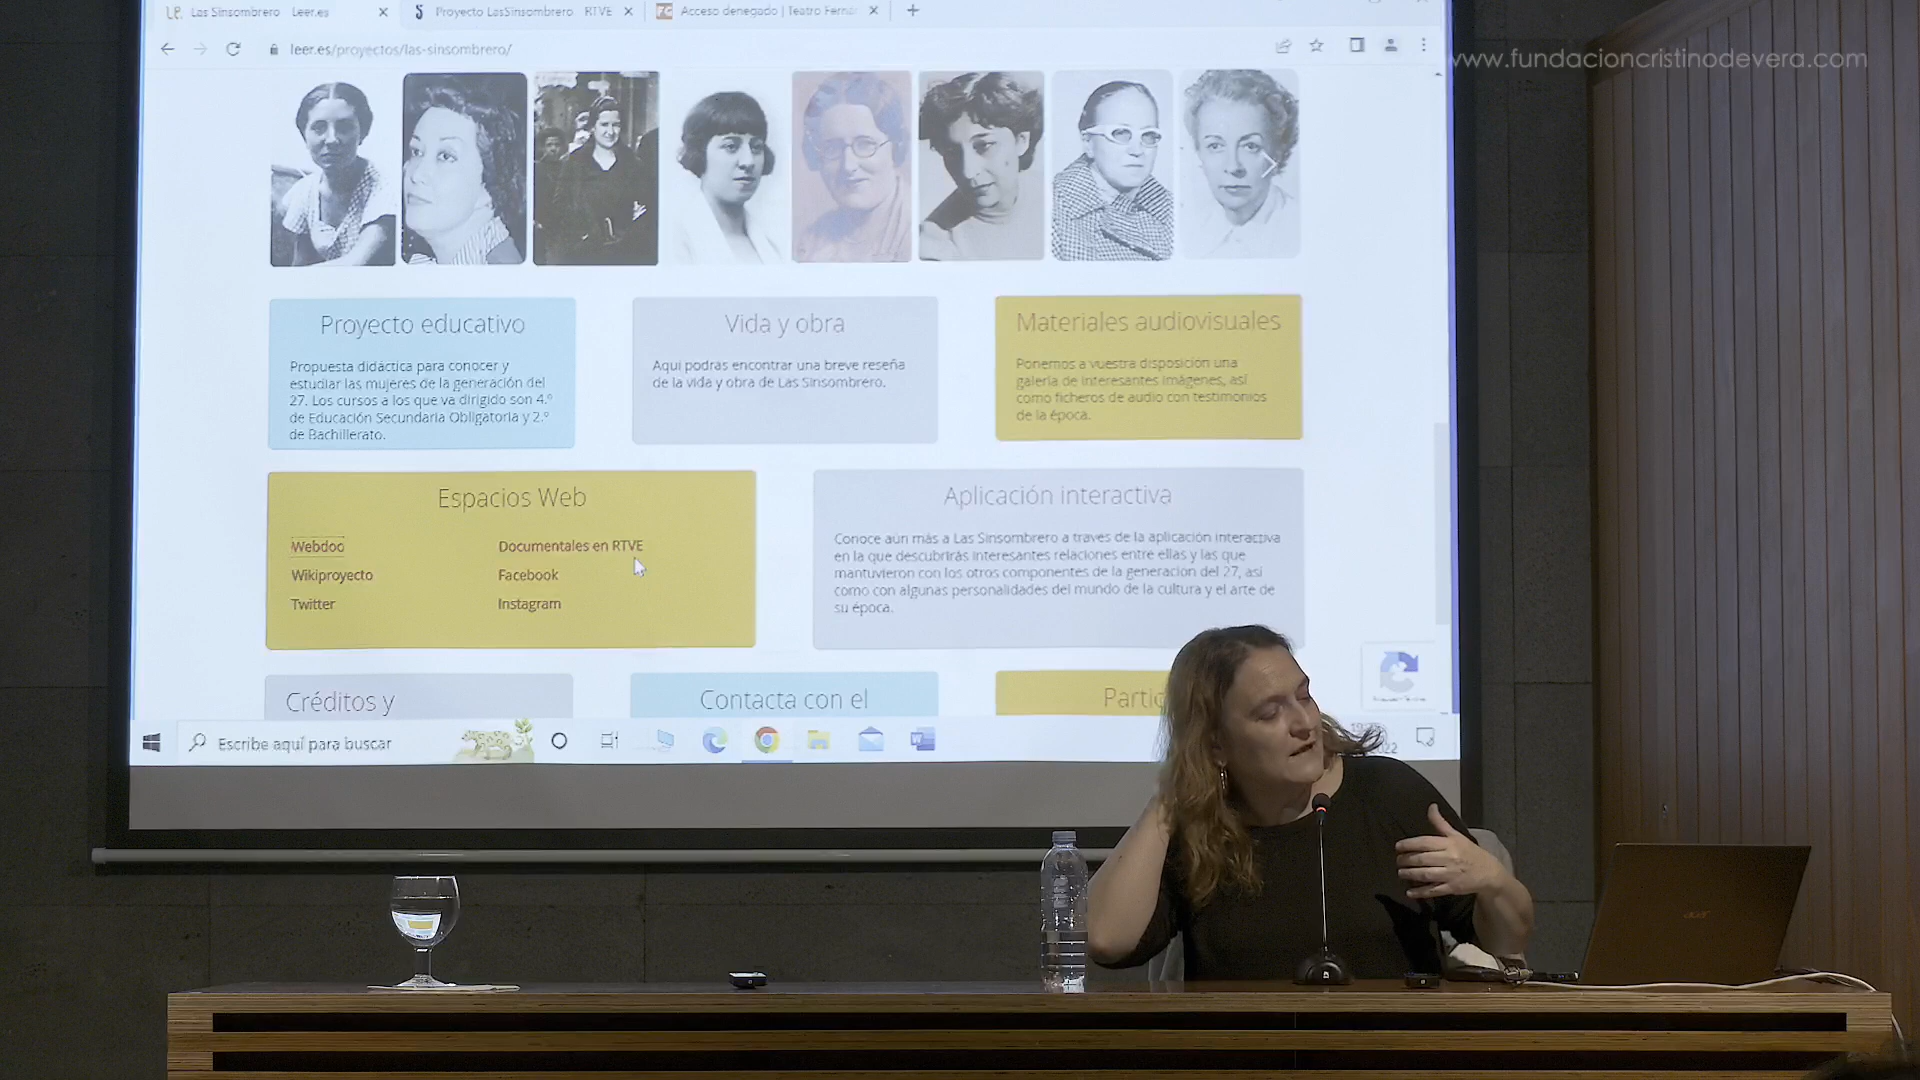 Las Sinsombrero Leer.es
Proyecto LasSinsombrero RTVE
Acceso denegado | Teatro Ferna
leer.es/proyectos/las-sinsombrero/
www.fundacioncristinodevera.com
Proyecto educativo
Propuesta didáctica para conocer y
estudiar las mujeres de la generación del
27. Los cursos a los que va dirigido son 4.º
de Educación Secundaria Obligatoria y 2.º
de Bachillerato.
Vida y obra
Aquí podrás encontrar una breve reseña
de la vida y obra de Las Sinsombrero.
Materiales audiovisuales
Ponemos a vuestra disposición una
galería de interesantes imágenes, así
como ficheros de audio con testimonios
de la época.
Espacios Web
Webdoc
Documentales en RTVE
Wikiproyecto
Facebook
Twitter
Instagram
Aplicación interactiva
Conoce aún más a Las Sinsombrero a traves de la aplicación interactiva
en la que descubrirás interesantes relaciones entre ellas y las que
mantuvieron con los otros componentes de la generación del 27, así
como con algunas personalidades del mundo de la cultura y el arte de
su época.
Créditos y
Contacta con el
Partic
Escribe aquí para buscar
2022
acer